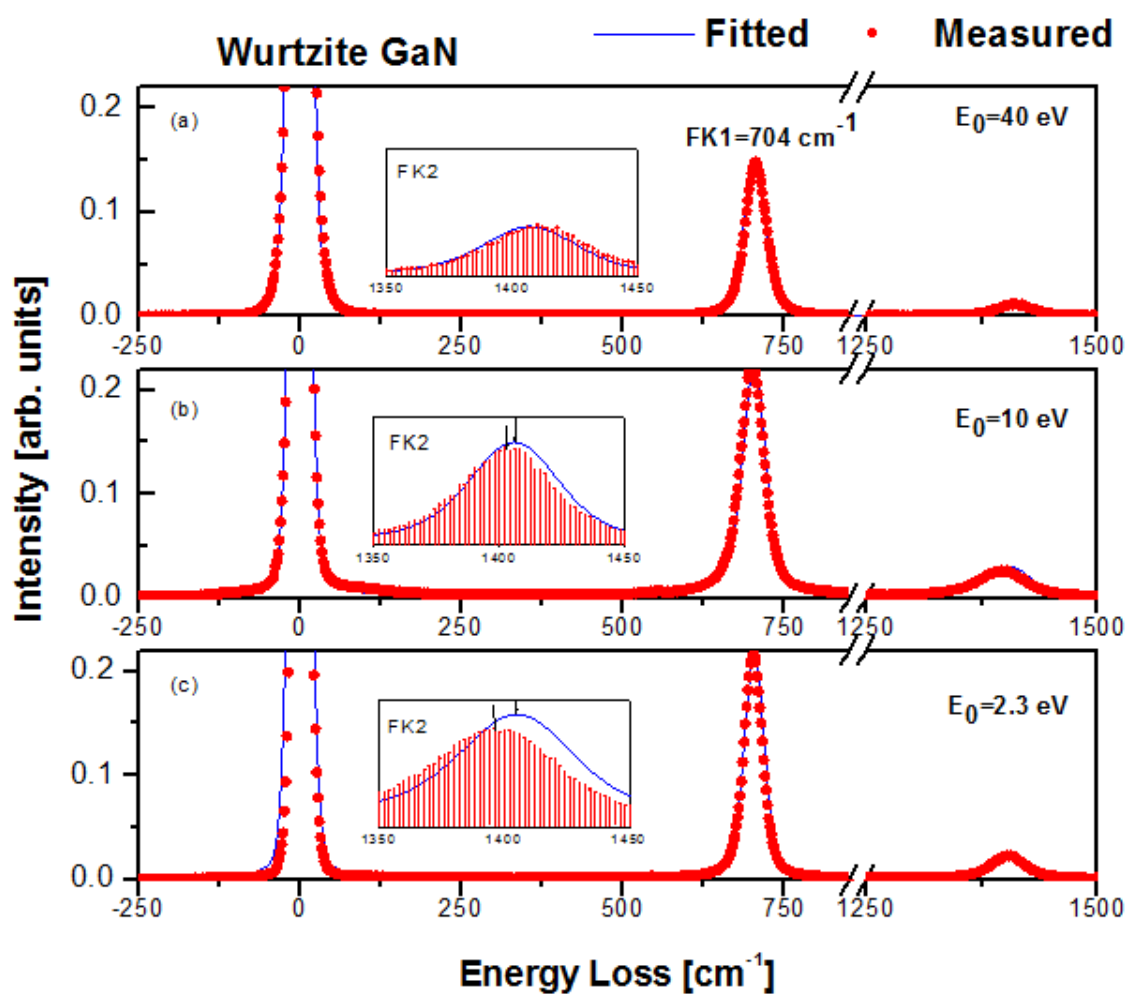 Wurtzite GaN
Fitted
Measured
Intensity [arb. units]
(a)
FK1=704 cm⁻¹
E₀=40 eV
0.2
0.1
0.0
FK2
1350 1400 1450
-250 0 250 500 750 1250 1500
(b)
E₀=10 eV
0.2
0.1
0.0
FK2
1350 1400 1450
-250 0 250 500 750 1250 1500
(c)
E₀=2.3 eV
0.2
0.1
0.0
FK2
1350 1400 1450
-250 0 250 500 750 1250 1500
Energy Loss [cm⁻¹]